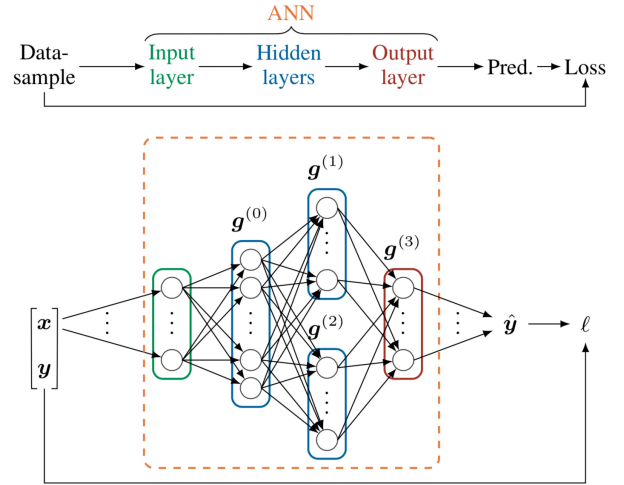 ANN
Data-
sample
Input
layer
Hidden
layers
Output
layer
Pred.
Loss
g^{(1)}
g^{(0)}
g^{(3)}
x
ŷ
ℓ
g^{(2)}
y